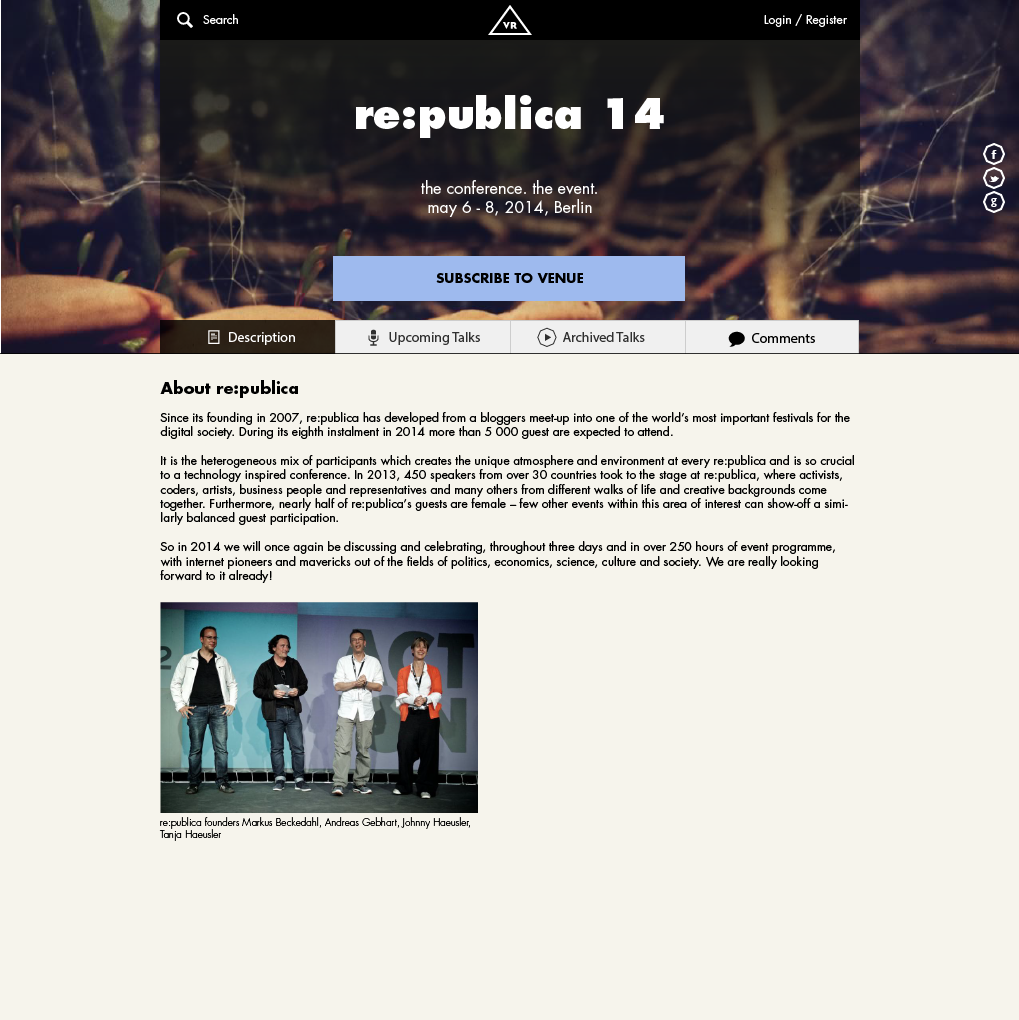 Search
VR
Login / Register
re:publica 14
the conference. the event.
may 6 - 8, 2014, Berlin
f
g
SUBSCRIBE TO VENUE
Description
Upcoming Talks
Archived Talks
Comments
About re:publica
Since its founding in 2007, re:publica has developed from a bloggers meet-up into one of the world's most important festivals for the
digital society. During its eighth instalment in 2014 more than 5 000 guest are expected to attend.
It is the heterogeneous mix of participants which creates the unique atmosphere and environment at every re:publica and is so crucial
to a technology inspired conference. In 2013, 450 speakers from over 30 countries took to the stage at re:publica, where activists,
coders, artists, business people and representatives and many others from different walks of life and creative backgrounds come
together. Furthermore, nearly half of re:publica's guests are female – few other events within this area of interest can show-off a simi-
larly balanced guest participation.
So in 2014 we will once again be discussing and celebrating, throughout three days and in over 250 hours of event programme,
with internet pioneers and mavericks out of the fields of politics, economics, science, culture and society. We are really looking
forward to it already!
2
ACT
ON
re:publica founders Markus Beckedahl, Andreas Gebhart, Johnny Haeusler,
Tanja Haeusler